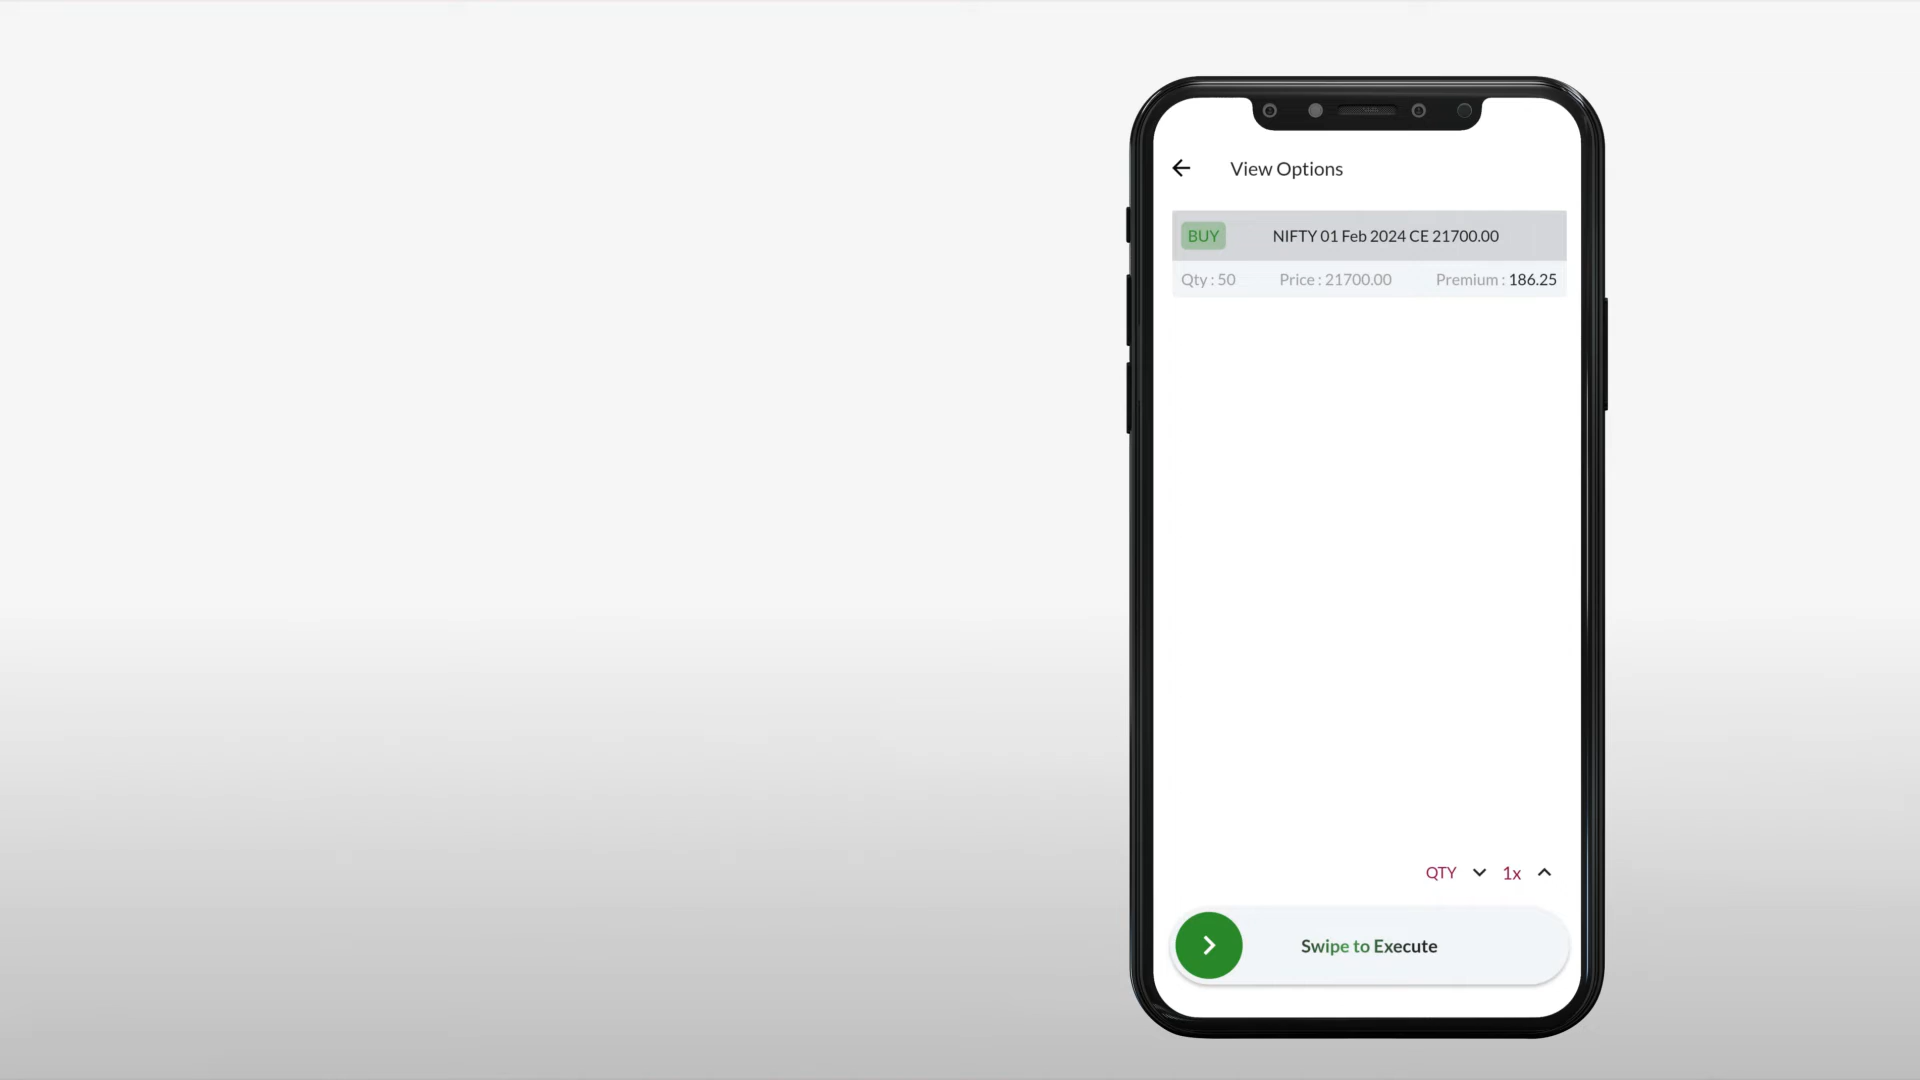 View Options
BUY NIFTY 01 Feb 2024 CE 21700.00
Qty : 50 Price : 21700.00 Premium : 186.25
QTY 1x
Swipe to Execute